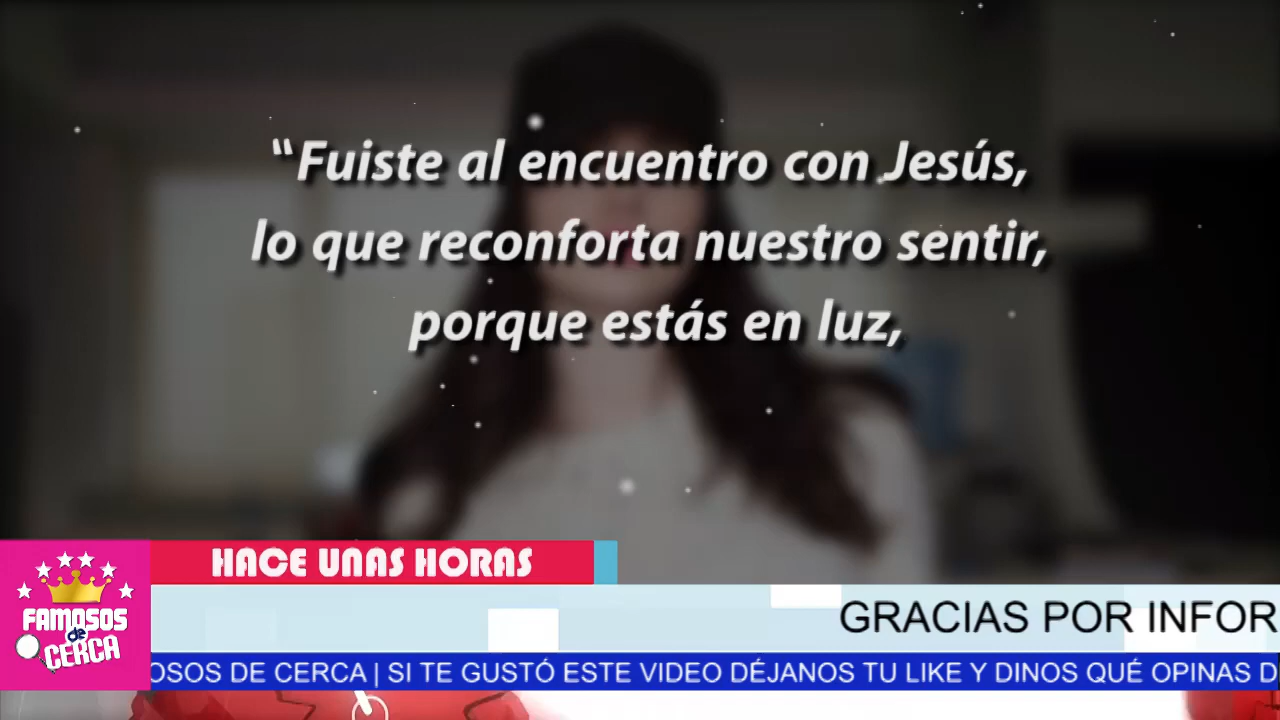 “Fuiste al encuentro con Jesús,
lo que reconforta nuestro sentir,
porque estás en luz,
HACE UNAS HORAS
FAMOSOS
de
CERCA
GRACIAS POR INFOR
OSOS DE CERCA | SI TE GUSTÓ ESTE VIDEO DÉJANOS TU LIKE Y DINOS QUÉ OPINAS D